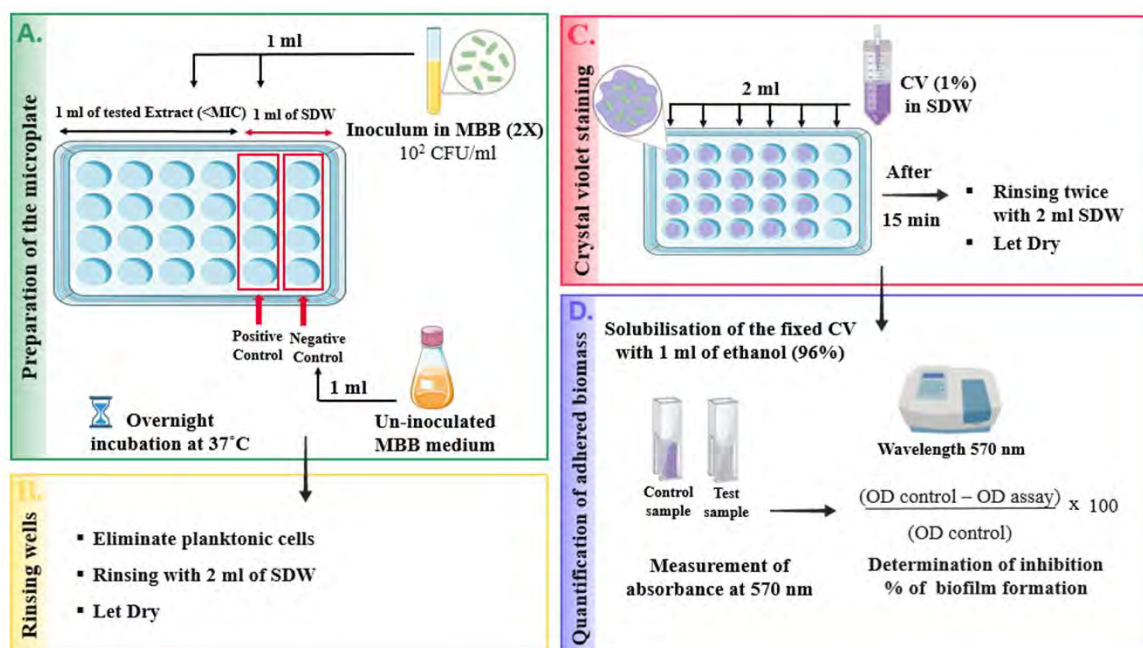 A.
Preparation of the microplate
1 ml
1 ml of tested Extract (<MIC)
1 ml of SDW
Inoculum in MBB (2X)
10² CFU/ml
Positive
Control
Negative
Control
1 ml
Overnight
incubation at 37°C
Un-inoculated
MBB medium
B.
Rinsing wells
▪ Eliminate planktonic cells
▪ Rinsing with 2 ml of SDW
▪ Let Dry
C.
Crystal violet staining
2 ml
CV (1%)
in SDW
After
15 min
▪ Rinsing twice
with 2 ml SDW
▪ Let Dry
D.
Quantification of adhered biomass
Solubilisation of the fixed CV
with 1 ml of ethanol (96%)
Wavelength 570 nm
Control
sample
Test
sample
(OD control – OD assay) x 100
(OD control)
Measurement of
absorbance at 570 nm
Determination of inhibition
% of biofilm formation